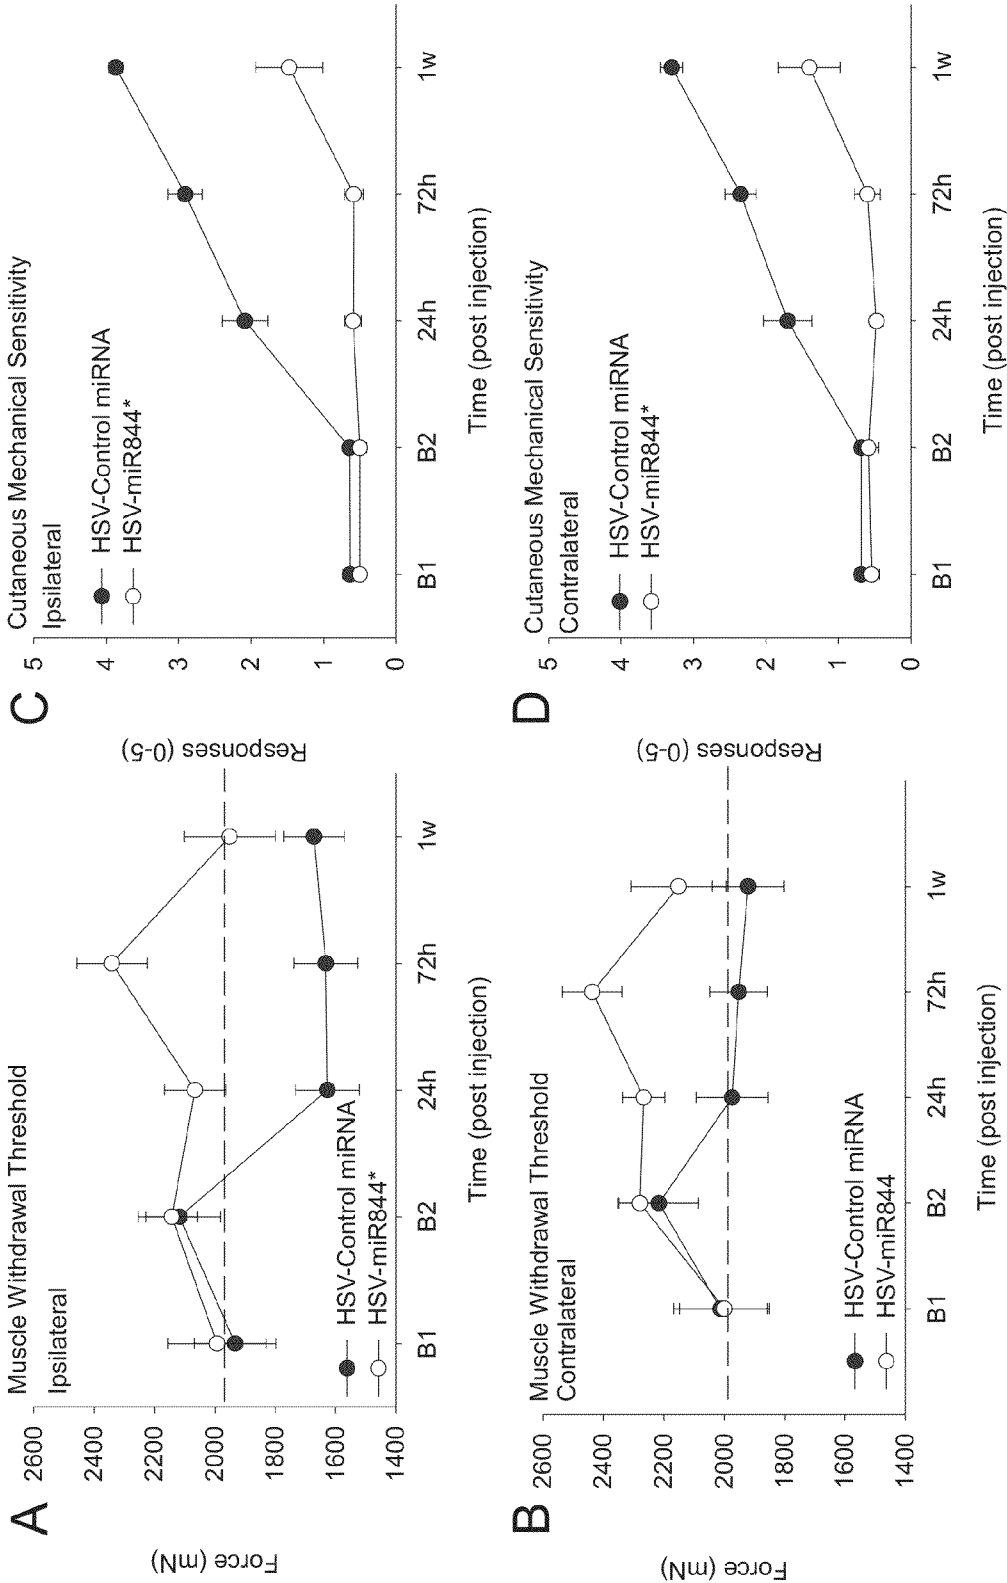 A
Muscle Withdrawal Threshold
Ipsilateral
2600
2400
2200
2000
1800
1600
1400
Force (mN)
HSV-Control miRNA
HSV-miR844*
B1
B2
24h
72h
1w
Time (post injection)
C
Cutaneous Mechanical Sensitivity
Ipsilateral
5
4
3
2
1
0
Responses (0-5)
HSV-Control miRNA
HSV-miR844*
B1
B2
24h
72h
1w
Time (post injection)
B
Muscle Withdrawal Threshold
Contralateral
2600
2400
2200
2000
1800
1600
1400
Force (mN)
HSV-Control miRNA
HSV-miR844
B1
B2
24h
72h
1w
Time (post injection)
D
Cutaneous Mechanical Sensitivity
Contralateral
5
4
3
2
1
0
Responses (0-5)
HSV-Control miRNA
HSV-miR844*
B1
B2
24h
72h
1w
Time (post injection)